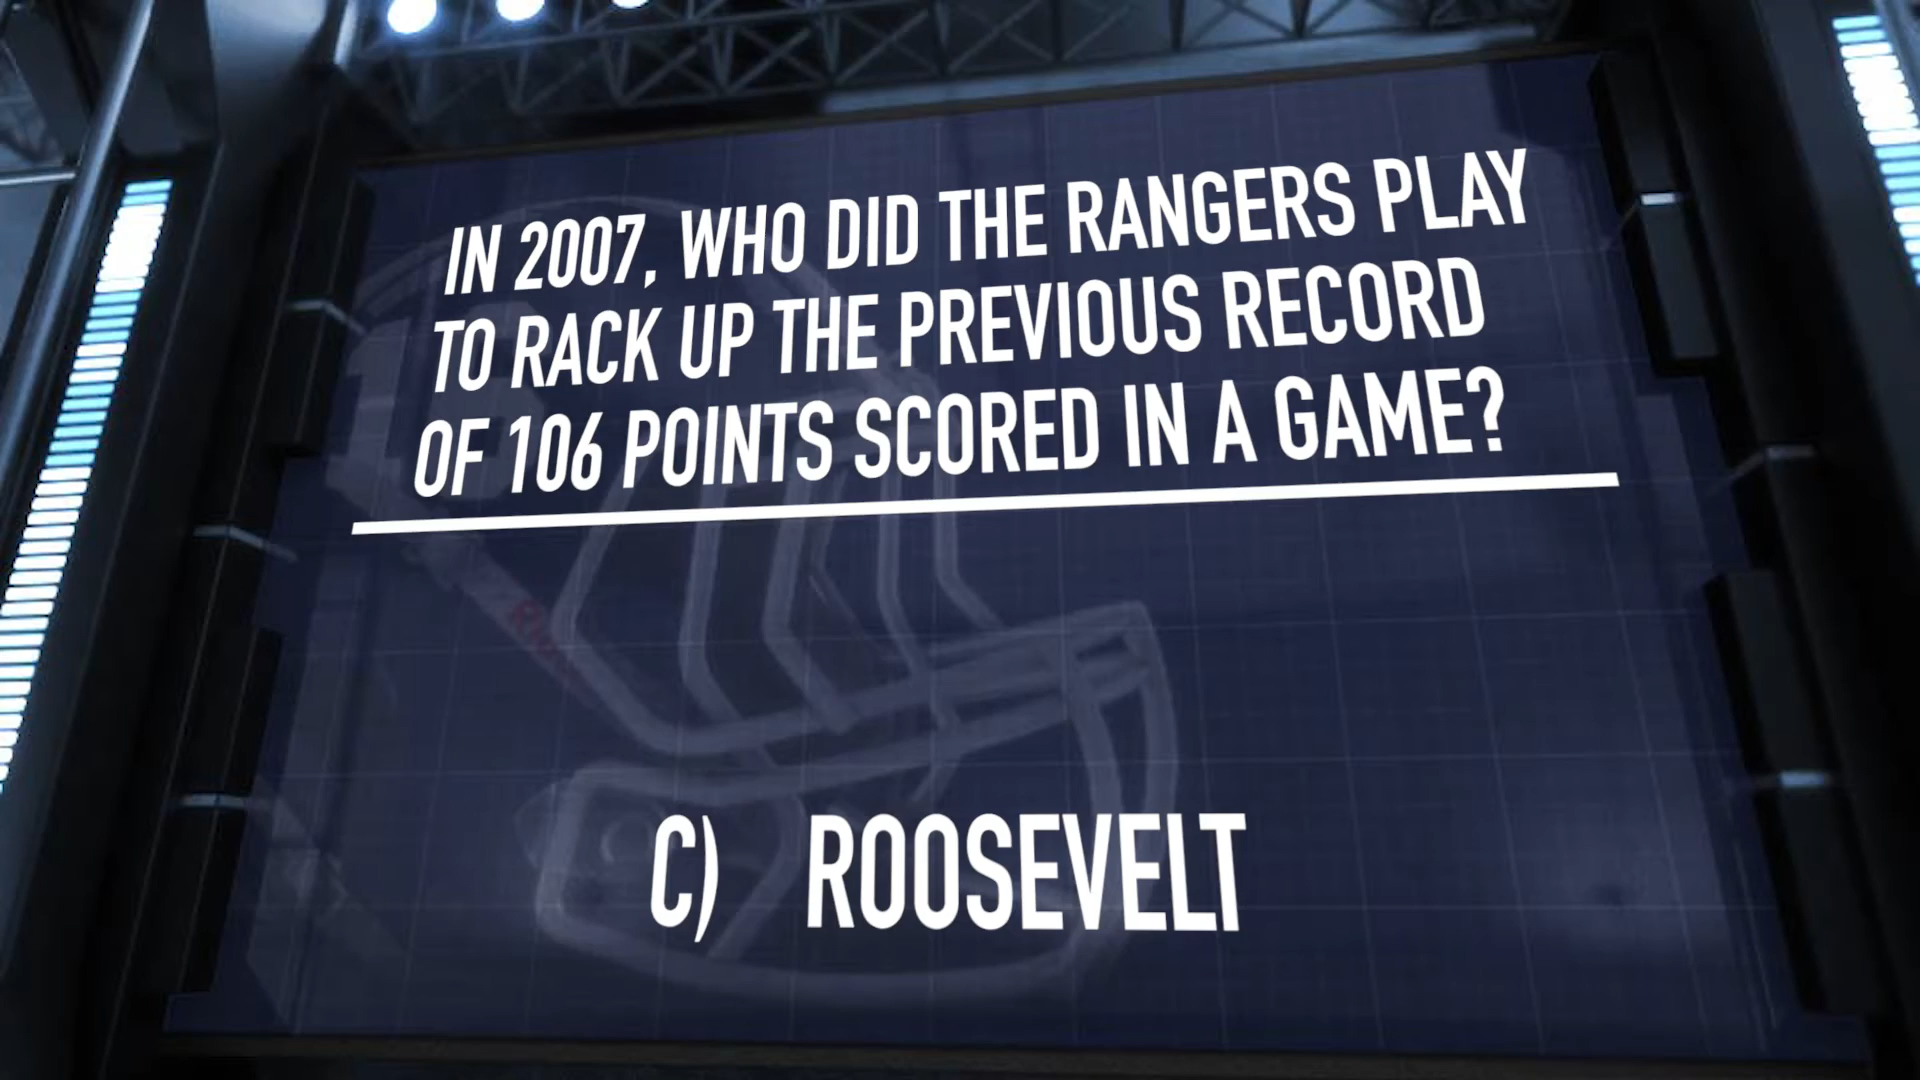 IN 2007, WHO DID THE RANGERS PLAY
TO RACK UP THE PREVIOUS RECORD
OF 106 POINTS SCORED IN A GAME?
C) ROOSEVELT